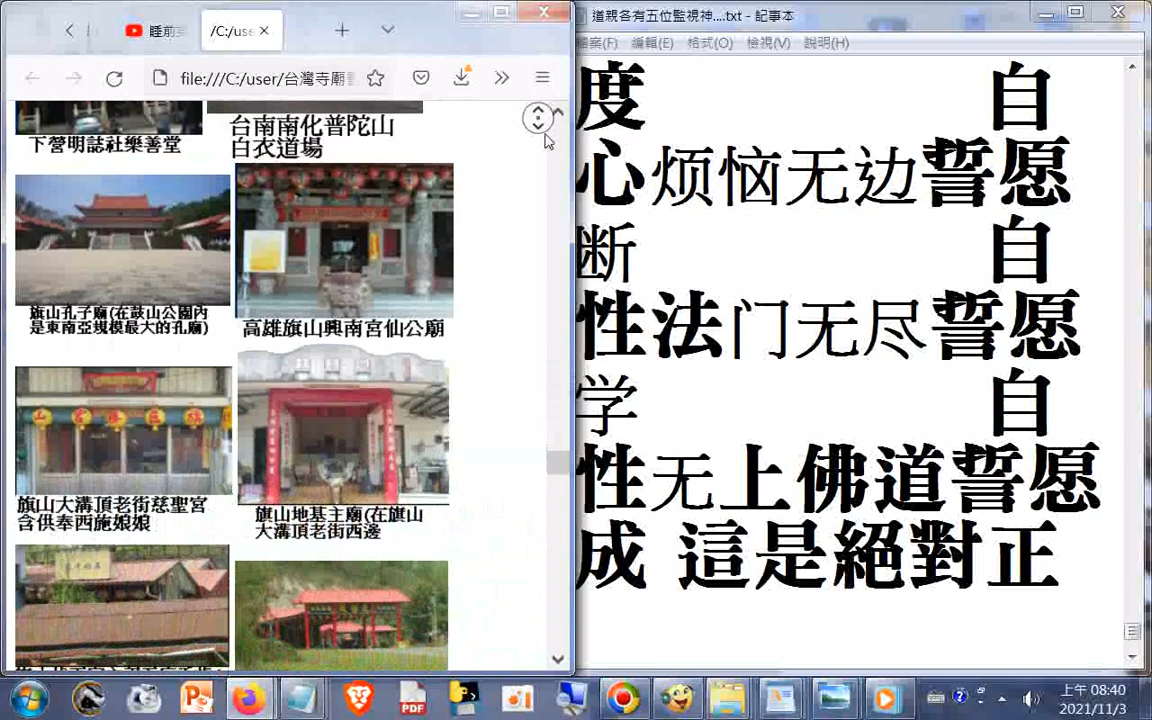 睡前
/C:/use
file:///C:/user/台灣寺廟
下營明誌社樂善堂
台南南化普陀山
白衣道場
旗山孔子廟(在鼓山公園內
是東南亞規模最大的孔廟)
高雄旗山興南宮仙公廟
旗山大溝頂老街慈聖宮
含供奉西施娘娘
旗山地基主廟(在旗山
大溝頂老街西邊
道親各有五位監視神....txt - 記事本
檔案(F) 編輯(E) 格式(O) 檢視(V) 說明(H)
度 自
心烦恼无边誓愿
断 自
性法门无尽誓愿
学 自
性无上佛道誓愿
成 這是絕對正
PDF
上午 08:40
2021/11/3